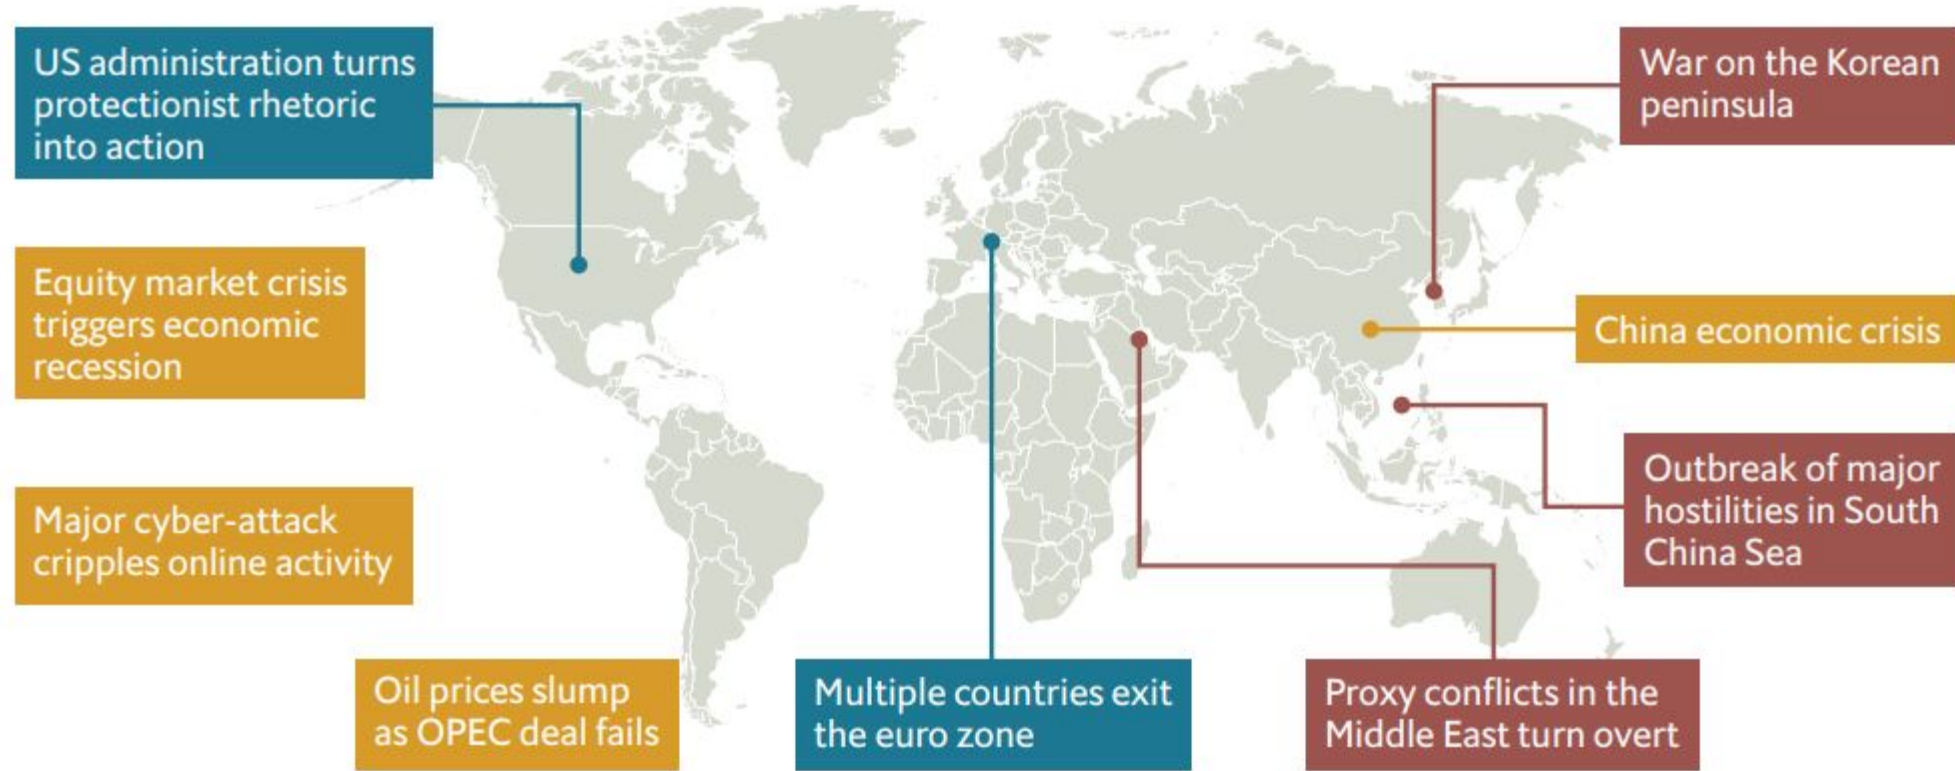 US administration turns
protectionist rhetoric
into action
War on the Korean
peninsula
Equity market crisis
triggers economic
recession
China economic crisis
Major cyber-attack
cripples online activity
Outbreak of major
hostilities in South
China Sea
Oil prices slump
as OPEC deal fails
Multiple countries exit
the euro zone
Proxy conflicts in the
Middle East turn overt